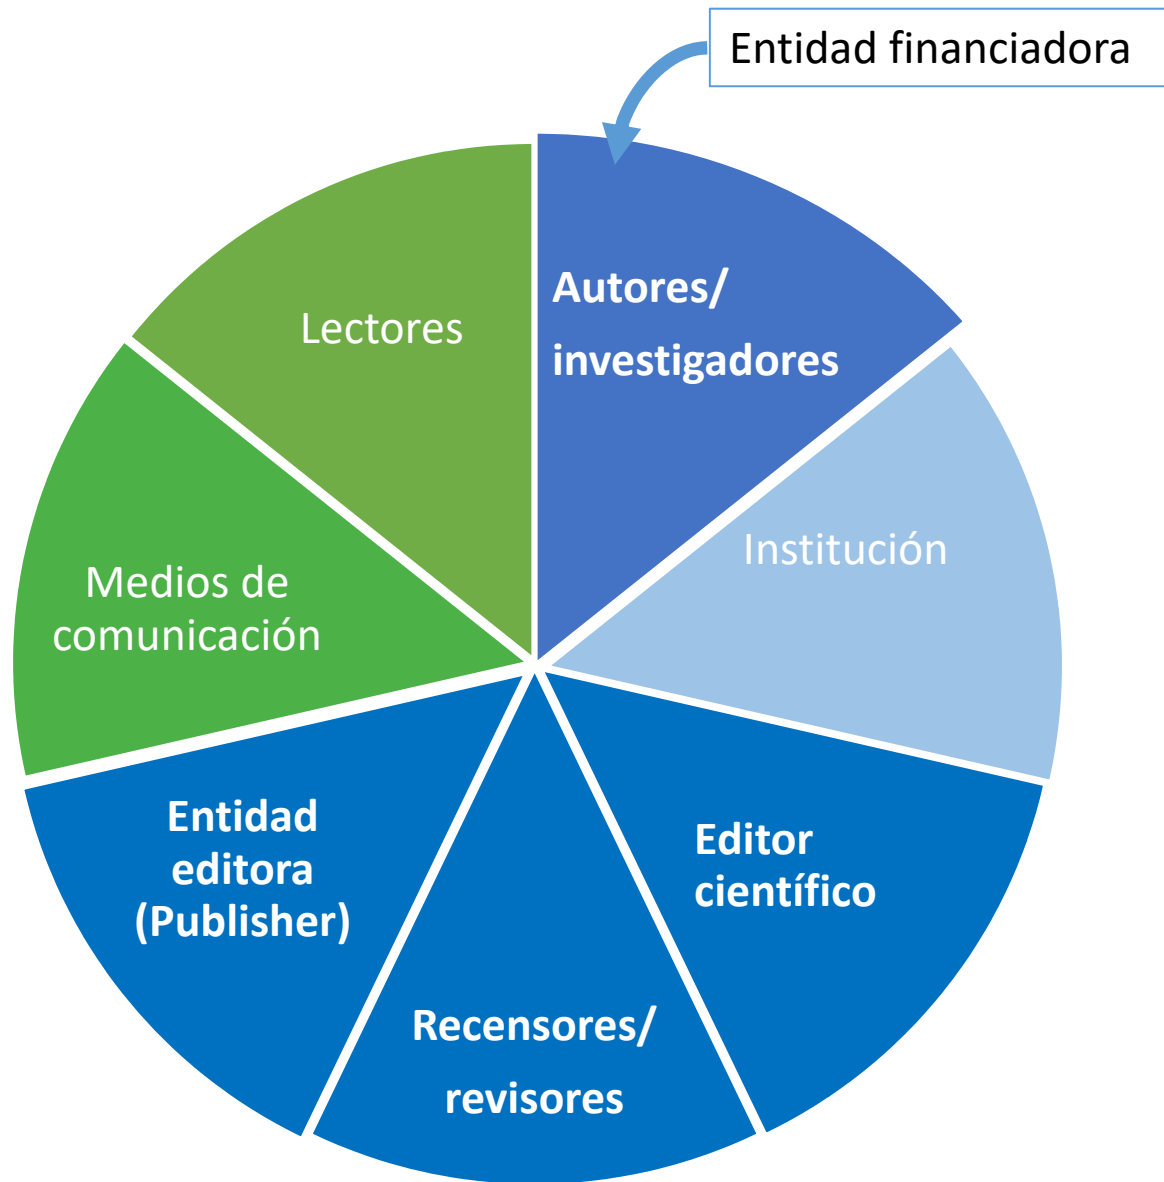 Entidad financiadora
Autores/
investigadores
Institución
Editor
científico
Recensores/
revisores
Entidad
editora
(Publisher)
Medios de
comunicación
Lectores